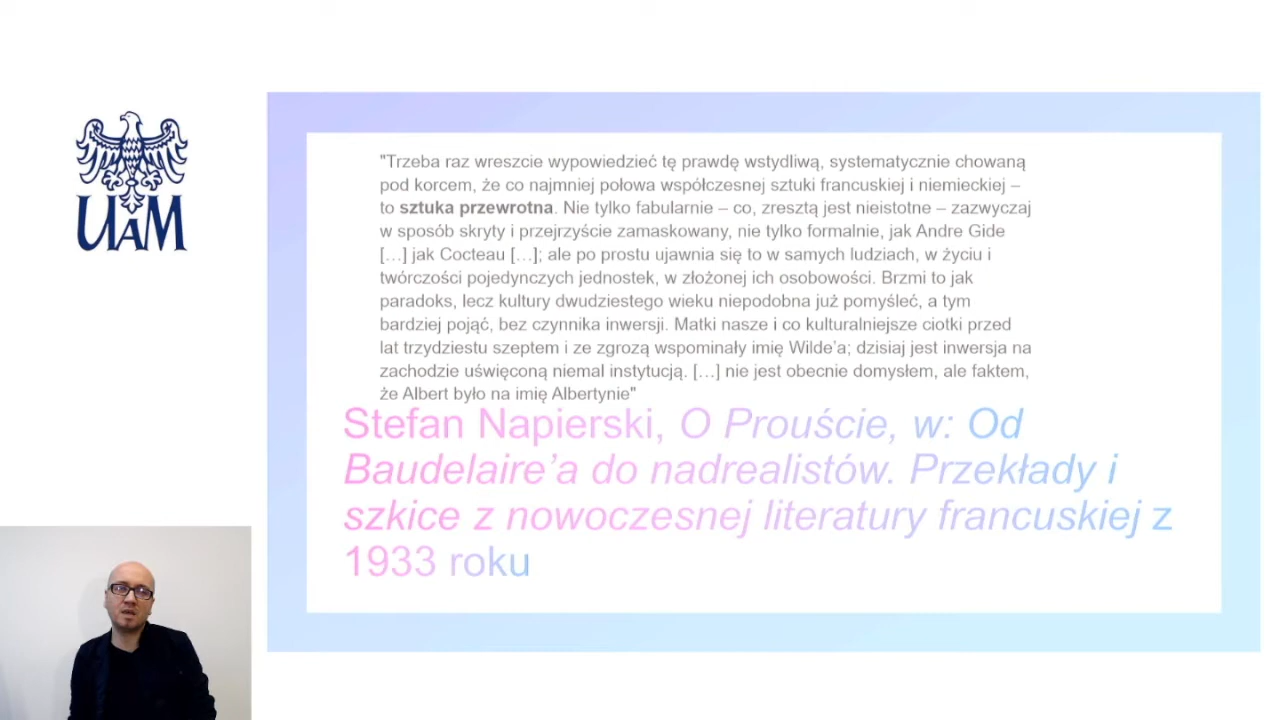 UAM
"Trzeba raz wreszcie wypowiedzieć tę prawdę wstydliwą, systematycznie chowaną
pod korcem, że co najmniej połowa współczesnej sztuki francuskiej i niemieckiej –
to sztuka przewrotna. Nie tylko fabularnie – co, zresztą jest nieistotne – zazwyczaj
w sposób skryty i przejrzyście zamaskowany, nie tylko formalnie, jak Andre Gide
[…] jak Cocteau […]; ale po prostu ujawnia się to w samych ludziach, w życiu i
twórczości pojedynczych jednostek, w złożonej ich osobowości. Brzmi to jak
paradoks, lecz kultury dwudziestego wieku niepodobna już pomyśleć, a tym
bardziej pojąć, bez czynnika inwersji. Matki nasze i co kulturalniejsze ciotki przed
lat trzydziestu szeptem i ze zgrozą wspominały imię Wilde’a; dzisiaj jest inwersja na
zachodzie uświęconą niemal instytucją. […] nie jest obecnie domysłem, ale faktem,
że Albert było na imię Albertynie"
Stefan Napierski, O Prouście, w: Od
Baudelaire’a do nadrealistów. Przekłady i
szkice z nowoczesnej literatury francuskiej z
1933 roku